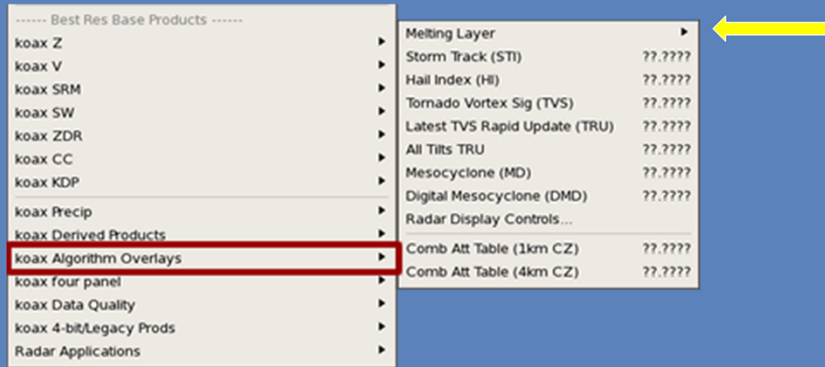 ------ Best Res Base Products ------
koax Z
koax V
koax SRM
koax SW
koax ZDR
koax CC
koax KDP
koax Precip
koax Derived Products
koax Algorithm Overlays
koax four panel
koax Data Quality
koax 4-bit/Legacy Prods
Radar Applications
Melting Layer
Storm Track (STI) ??.????
Hail Index (HI) ??.????
Tornado Vortex Sig (TVS) ??.????
Latest TVS Rapid Update (TRU) ??.????
All Tilts TRU ??.????
Mesocyclone (MD) ??.????
Digital Mesocyclone (DMD) ??.????
Radar Display Controls...
Comb Att Table (1km CZ) ??.????
Comb Att Table (4km CZ) ??.????